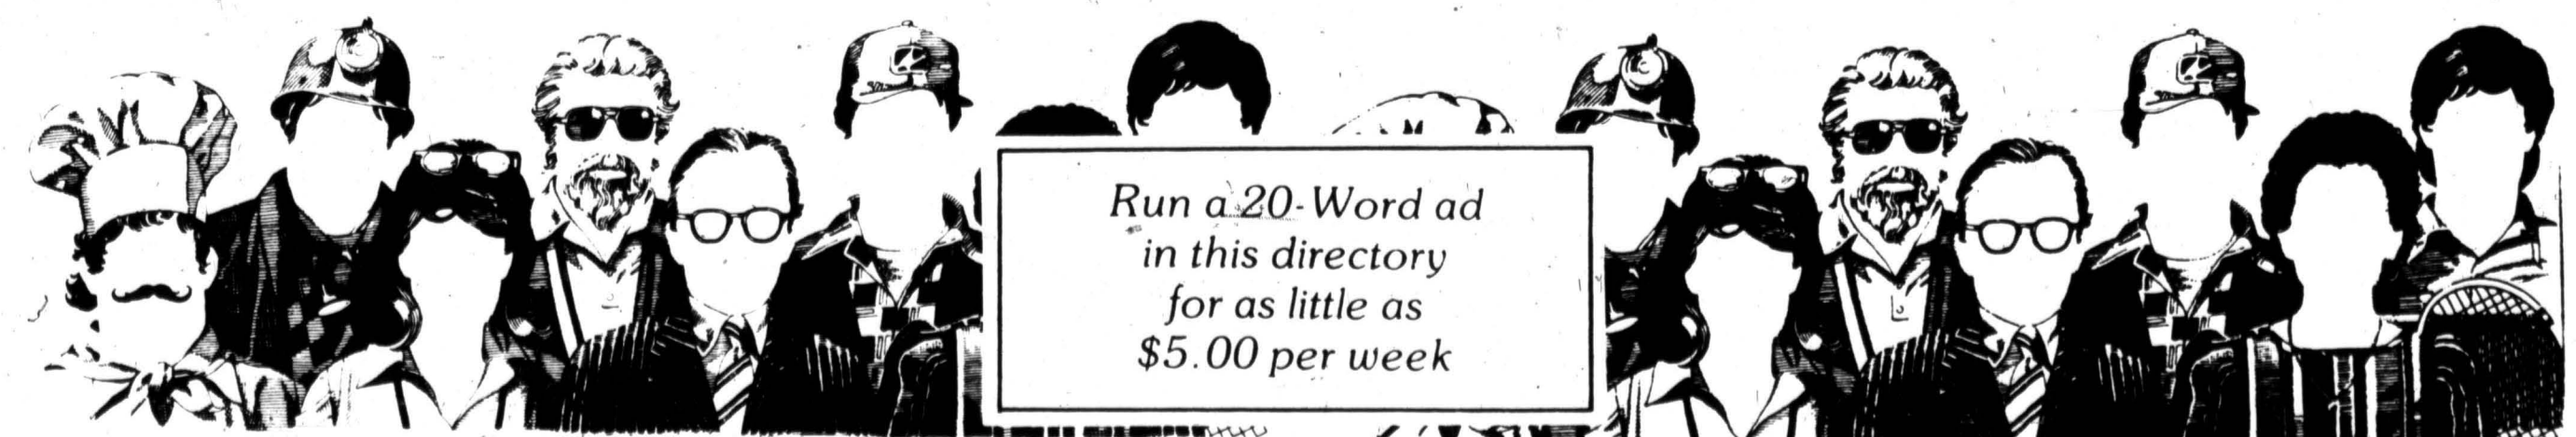 Run a 20-Word ad
in this directory
for as little as
$5.00 per week